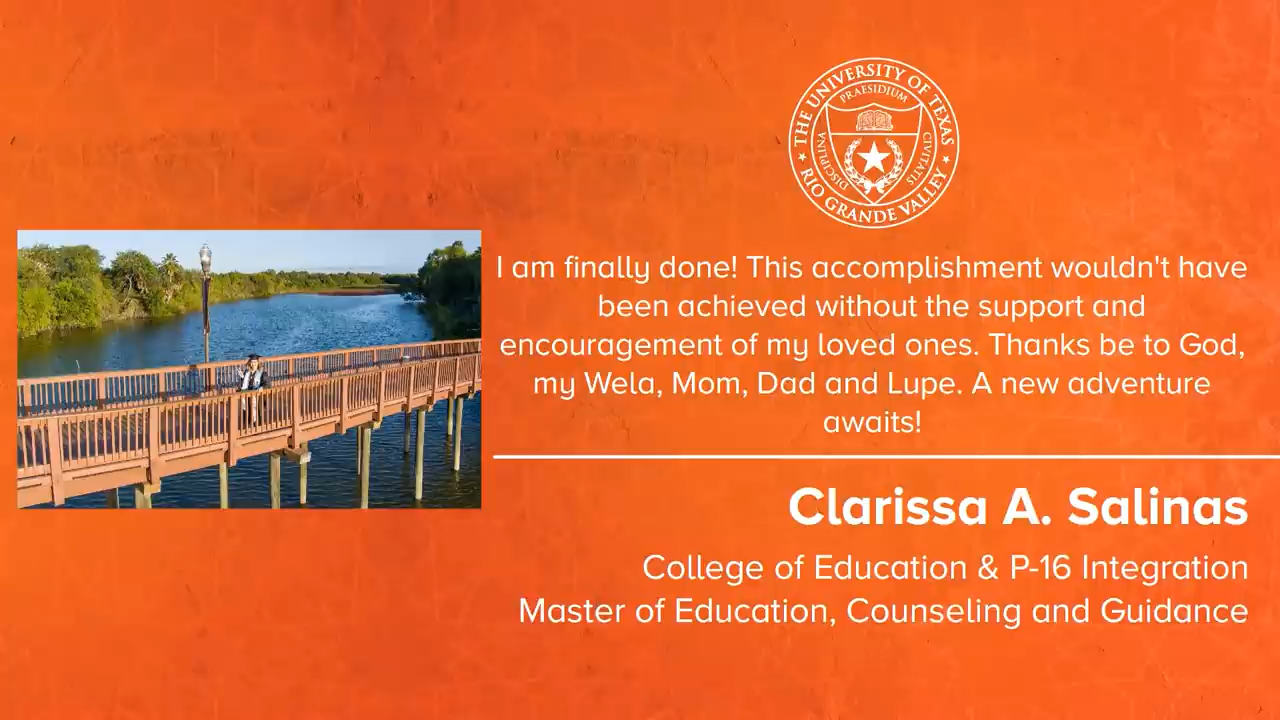 THE UNIVERSITY OF TEXAS
PRAESIDIUM
DISCIPLINA
CIVITATIS
RIO GRANDE VALLEY
I am finally done! This accomplishment wouldn't have
been achieved without the support and
encouragement of my loved ones. Thanks be to God,
my Wela, Mom, Dad and Lupe. A new adventure
awaits!
Clarissa A. Salinas
College of Education & P-16 Integration
Master of Education, Counseling and Guidance